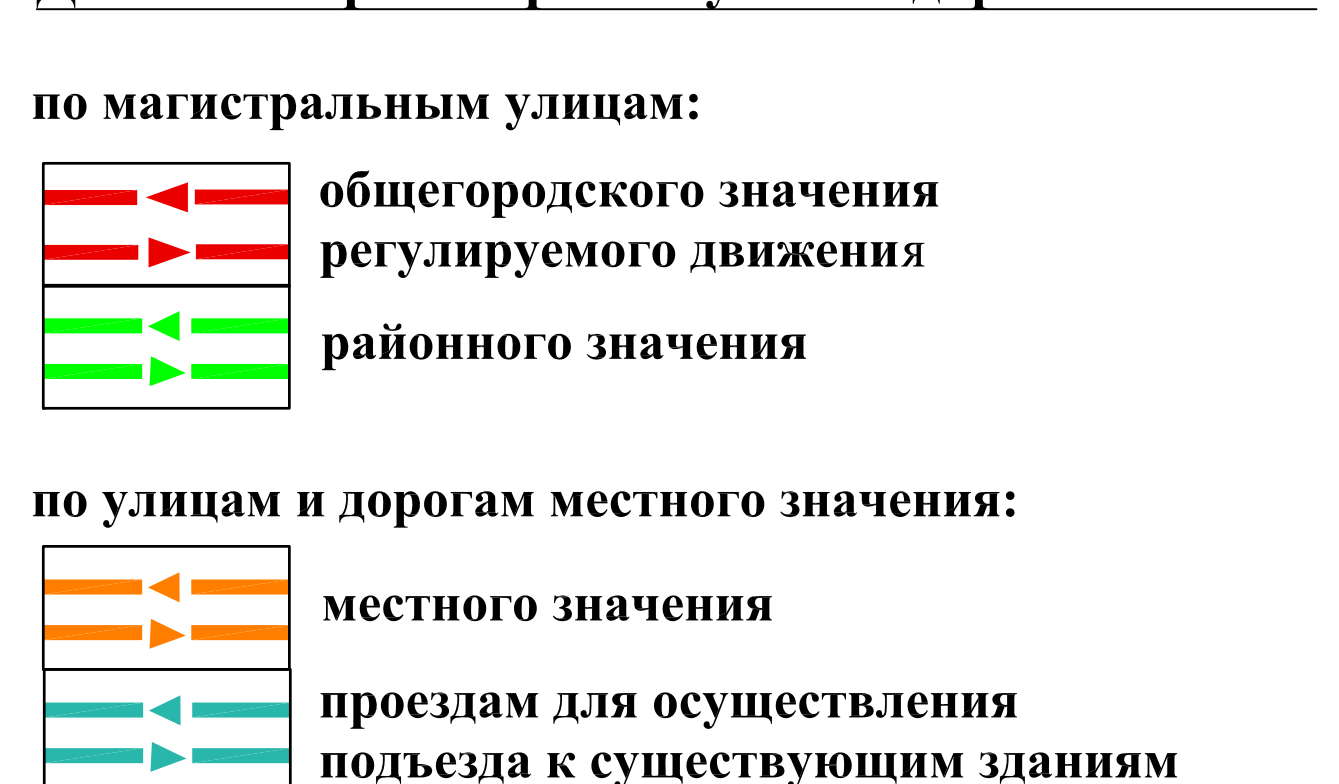 по магистральным улицам:
общегородского значения
регулируемого движения
районного значения
по улицам и дорогам местного значения:
местного значения
проездам для осуществления
подъезда к существующим зданиям